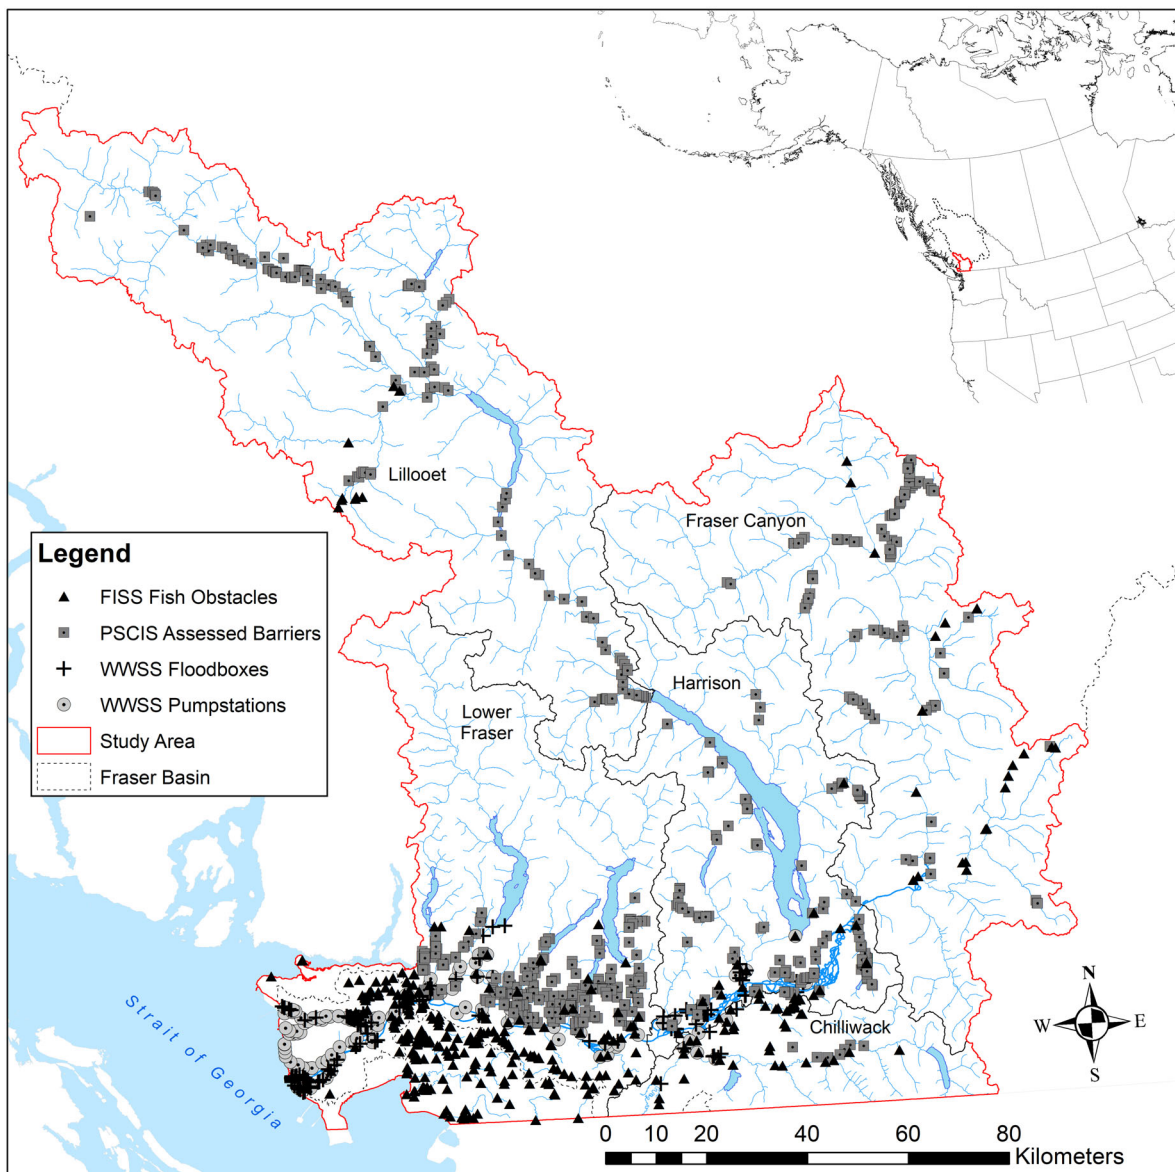 Lillooet
Fraser Canyon
Legend
FISS Fish Obstacles
PSCIS Assessed Barriers
WWSS Floodboxes
WWSS Pumpstations
Study Area
Fraser Basin
Harrison
Lower
Fraser
Chilliwack
Strait of Georgia
N
W
E
S
0 10 20 40 60 80
Kilometers